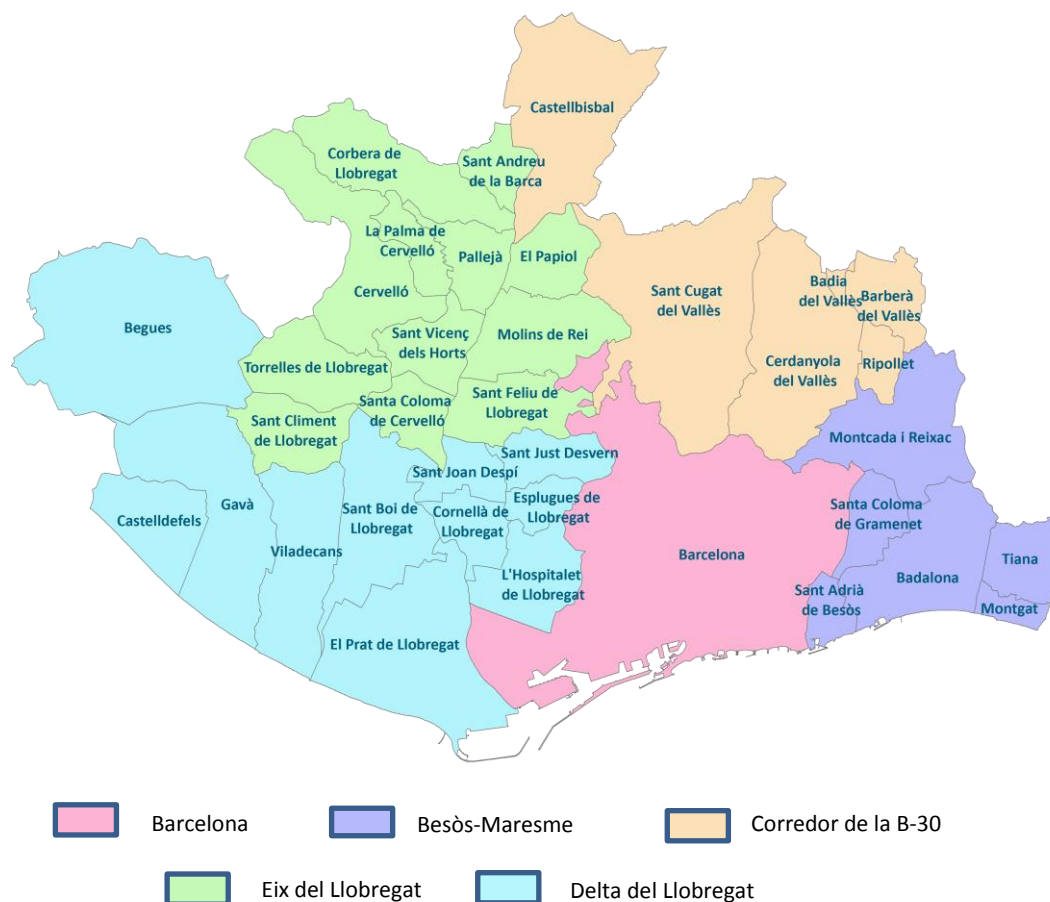 Castellbisbal
Corbera de
Llobregat
Sant Andreu
de la Barca
La Palma de
Cervelló
Pallejà
El Papiol
Cervelló
Sant Cugat
del Vallès
Badia
del Vallès
Barberà
del Vallès
Begues
Sant Vicenç
dels Horts
Molins de Rei
Torrelles de Llobregat
Cerdanyola
del Vallès
Ripollet
Sant Feliu de
Llobregat
Santa Coloma
de Cervelló
Sant Climent
de Llobregat
Montcada i Reixac
Sant Just Desvern
Sant Joan Despí
Gavà
Castelldefels
Sant Boi de
Llobregat
Cornellà de
Llobregat
Esplugues de
Llobregat
Santa Coloma
de Gramenet
Viladecans
Barcelona
Tiana
L'Hospitalet
de Llobregat
Sant Adrià
de Besòs
Badalona
Montgat
El Prat de Llobregat
Barcelona
Besòs-Maresme
Corredor de la B-30
Eix del Llobregat
Delta del Llobregat